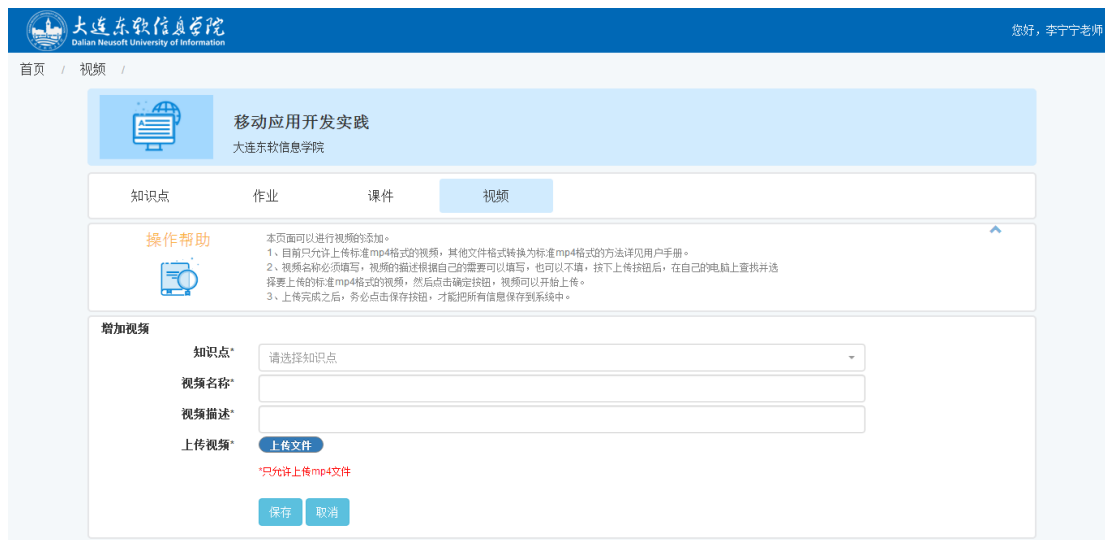 大连东软信息学院
Dalian Neusoft University of Information
您好，李宁宁老师
首页 / 视频 /
移动应用开发实践
大连东软信息学院
知识点 作业 课件 视频
操作帮助
本页面可以进行视频的添加。
1、目前只允许上传标准mp4格式的视频，其他文件格式转换为标准mp4格式的方法详见用户手册。
2、视频名称必须填写，视频的描述根据自己的需要可以填写，也可以不填，按下上传按钮后，在自己的电脑上查找并选
择要上传的标准mp4格式的视频，然后点击确定按钮，视频可以开始上传。
3、上传完成之后，务必点击保存按钮，才能把所有信息保存到系统中。
增加视频
知识点* 请选择知识点
视频名称*
视频描述*
上传视频* 上传文件
*只允许上传mp4文件
保存 取消